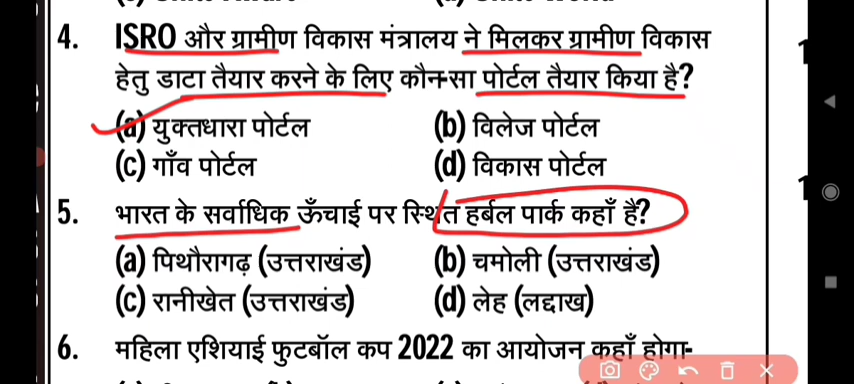 4. ISRO और ग्रामीण विकास मंत्रालय ने मिलकर ग्रामीण विकास
हेतु डाटा तैयार करने के लिए कौन-सा पोर्टल तैयार किया है?
(a) युक्तधारा पोर्टल (b) विलेज पोर्टल
(c) गाँव पोर्टल (d) विकास पोर्टल
5. भारत के सर्वाधिक ऊँचाई पर स्थित हर्बल पार्क कहाँ है?
(a) पिथौरागढ़ (उत्तराखंड) (b) चमोली (उत्तराखंड)
(c) रानीखेत (उत्तराखंड) (d) लेह (लद्दाख)
6. महिला एशियाई फुटबॉल कप 2022 का आयोजन कहाँ होगा-